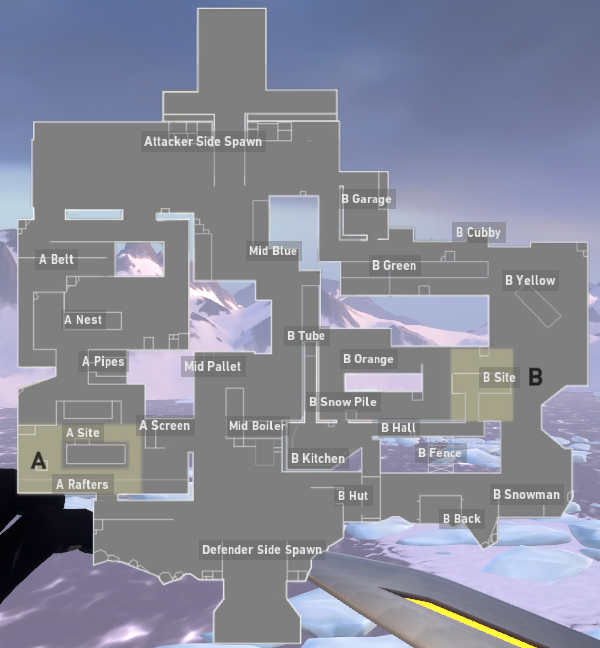 Attacker Side Spawn
B Garage
B Cubby
Mid Blue
A Belt
B Green
B Yellow
A Nest
B Tube
A Pipes
Mid Pallet
B Orange
B Site
B
B Snow Pile
A Screen
Mid Boiler
B Hall
A Site
A
B Kitchen
B Fence
A Rafters
B Hut
B Snowman
B Back
Defender Side Spawn